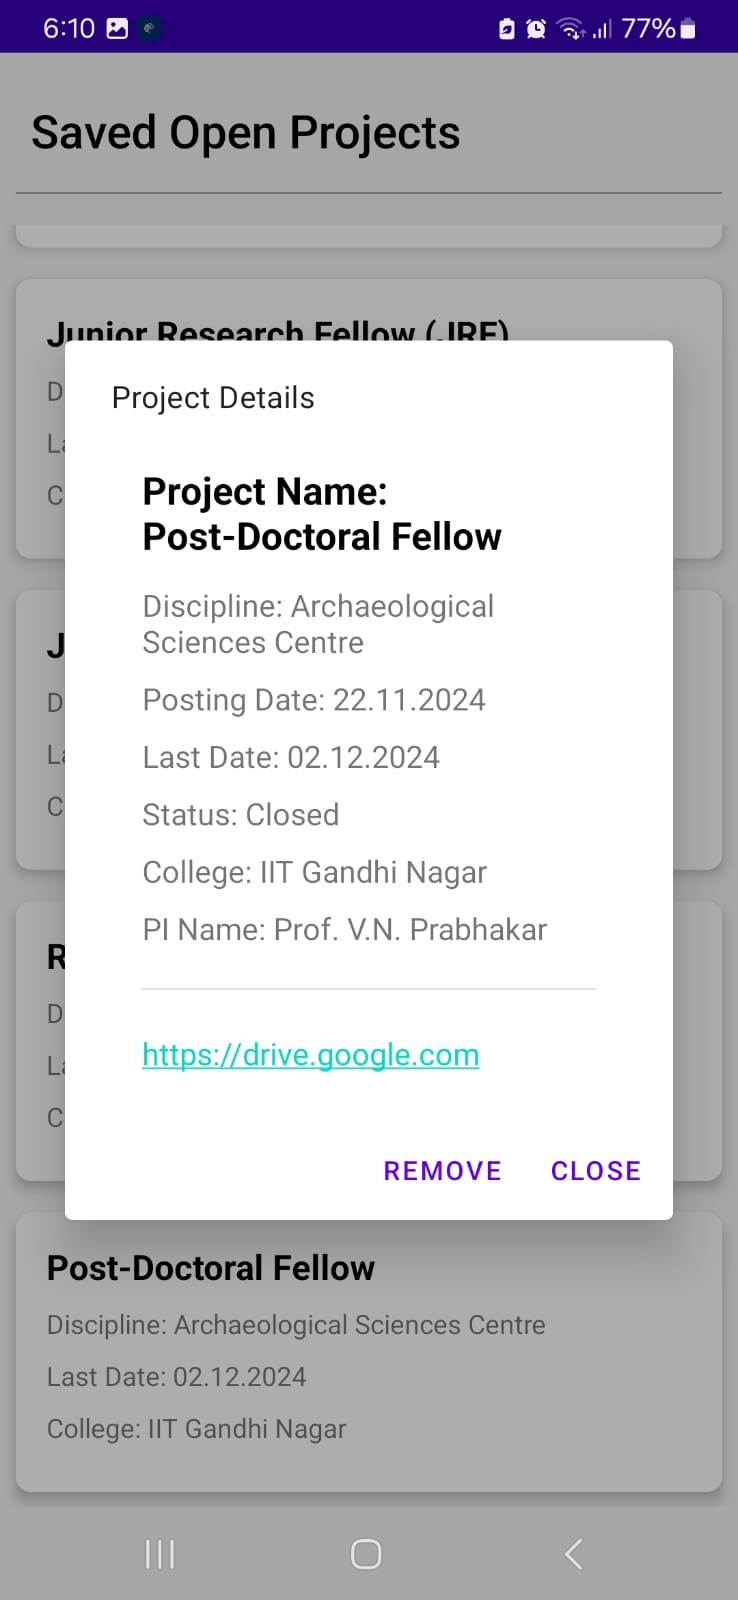 6:10
77%
Saved Open Projects
Junior Research Fellow (JRF)
Project Details
Project Name:
Post-Doctoral Fellow
Discipline: Archaeological
Sciences Centre
Posting Date: 22.11.2024
Last Date: 02.12.2024
Status: Closed
College: IIT Gandhi Nagar
PI Name: Prof. V.N. Prabhakar
https://drive.google.com
REMOVE CLOSE
Post-Doctoral Fellow
Discipline: Archaeological Sciences Centre
Last Date: 02.12.2024
College: IIT Gandhi Nagar